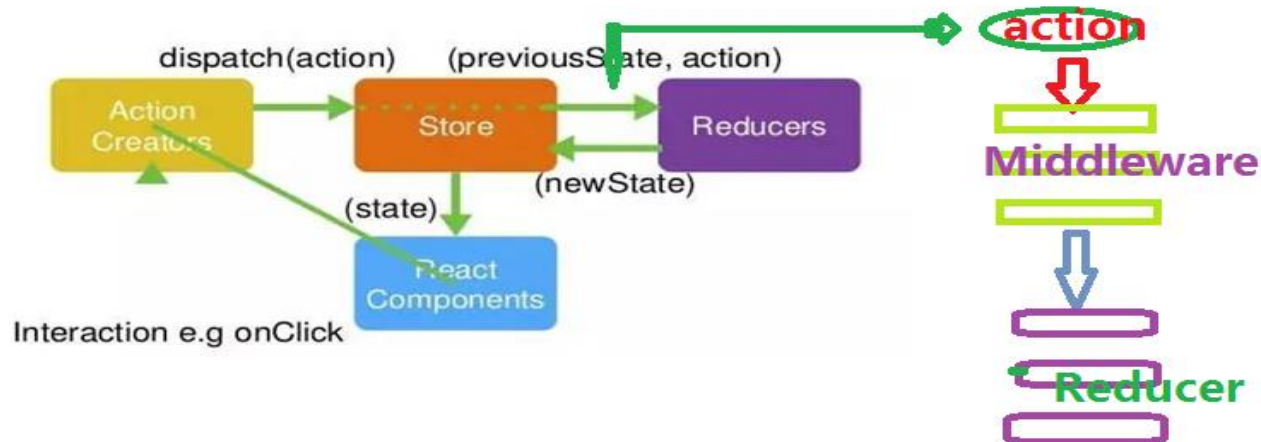 action
dispatch(action)
(previousState, action)
Action
Creators
Store
Reducers
Middleware
(newState)
(state)
React
Components
Interaction e.g onClick
Reducer